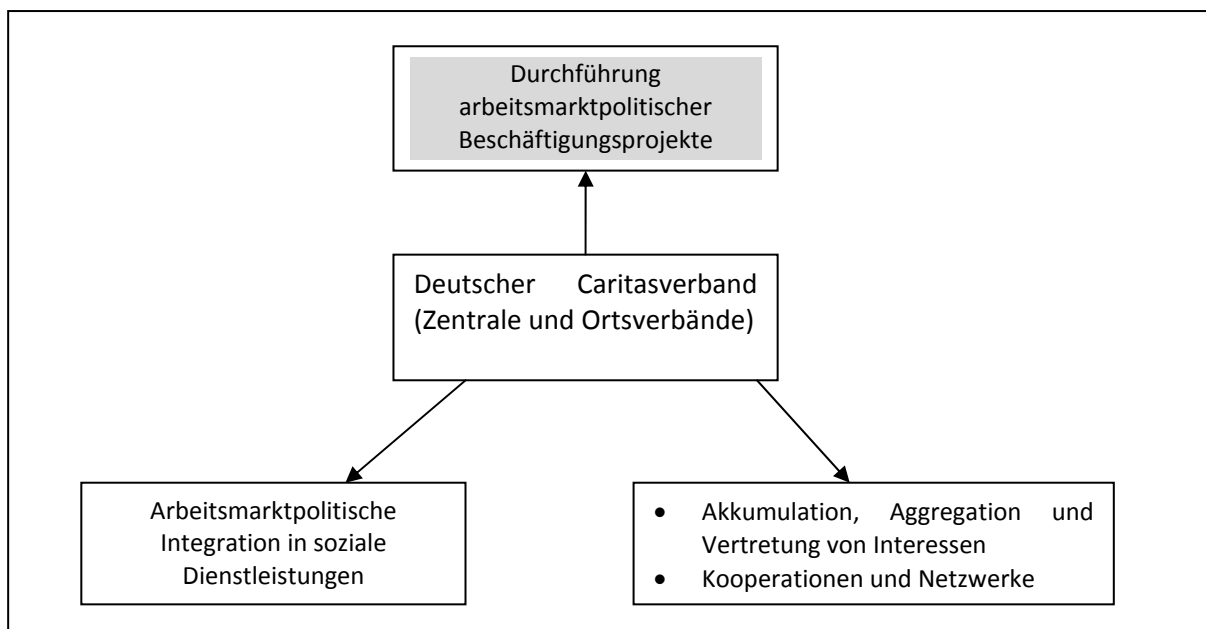 Durchführung
arbeitsmarktpolitischer
Beschäftigungsprojekte
Deutscher Caritasverband
(Zentrale und Ortsverbände)
Arbeitsmarktpolitische
Integration in soziale
Dienstleistungen
• Akkumulation, Aggregation und
Vertretung von Interessen
• Kooperationen und Netzwerke